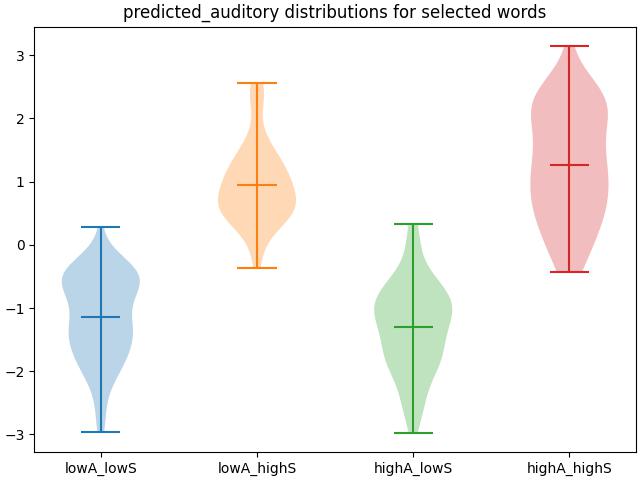 predicted_auditory distributions for selected words
3
2
1
0
−1
−2
−3
lowA_lowS
lowA_highS
highA_lowS
highA_highS